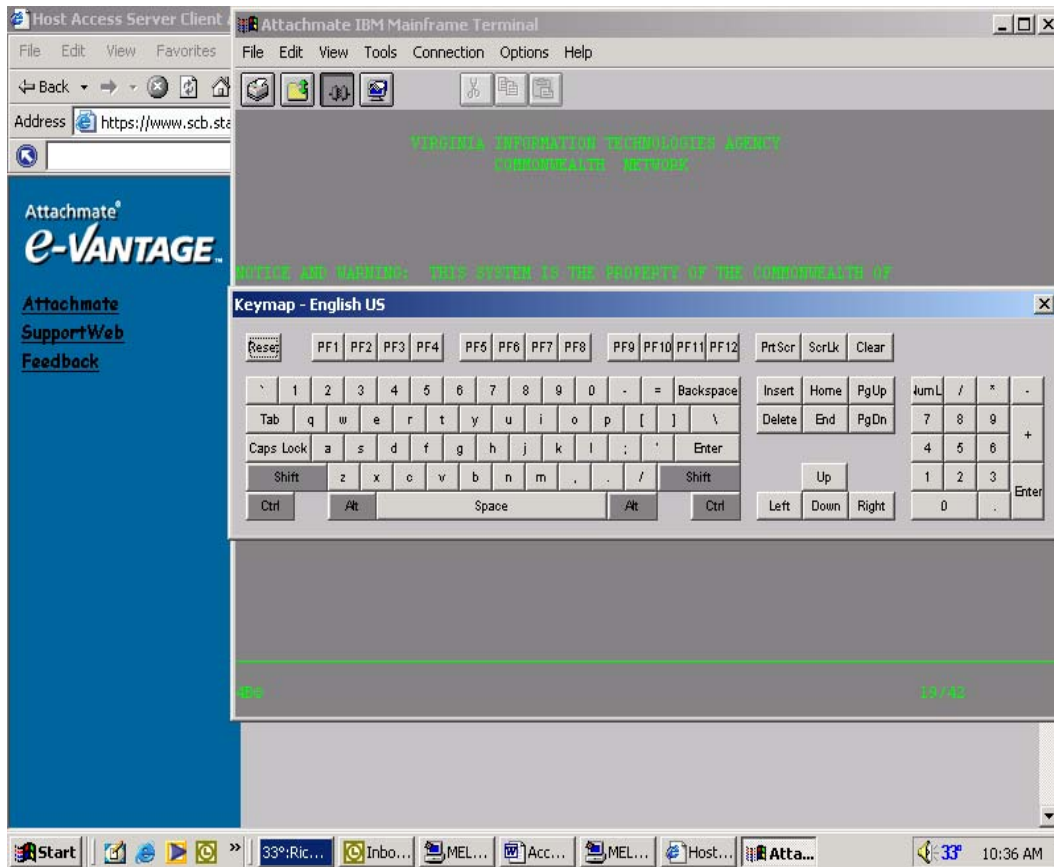 Host Access Server Client
File Edit View Favorites
Back
Address https://www.scb.sta
Attachmate
e-VANTAGE
Attachmate
SupportWeb
Feedback
Attachmate IBM Mainframe Terminal
File Edit View Tools Connection Options Help
VIRGINIA INFORMATION TECHNOLOGIES AGENCY
COMMONWEALTH NETWORK
NOTICE AND WARNING: THIS SYSTEM IS THE PROPERTY OF THE COMMONWEALTH OF
Keymap - English US
Reset PF1 PF2 PF3 PF4 PF5 PF6 PF7 PF8 PF9 PF10 PF11 PF12 PrtScr ScrLk Clear
` 1 2 3 4 5 6 7 8 9 0 - = Backspace Insert Home PgUp NumL / * -
Tab q w e r t y u i o p [ ] \ Delete End PgDn 7 8 9 +
Caps Lock a s d f g h j k l ; ' Enter 4 5 6
Shift z x c v b n m , . / Shift Up 1 2 3 Enter
Ctrl Alt Space Alt Ctrl Left Down Right 0 .
19/42
Start 33°:Ric... Inbo... MEL... Acc... MEL... Host... Atta... 33° 10:36 AM